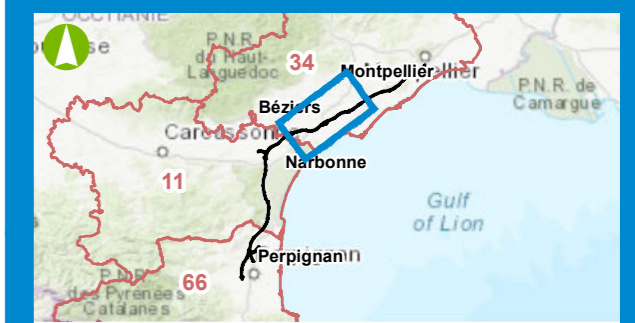 OCCITANIE
se
P.N.R.
du Haut-
Languedoc
34
Montpellier
Béziers
P.N.R. de
Camargue
Carcassonne
Narbonne
11
Gulf
of Lion
Perpignan
66
P.N.R.
des Pyrénées
Catalanes